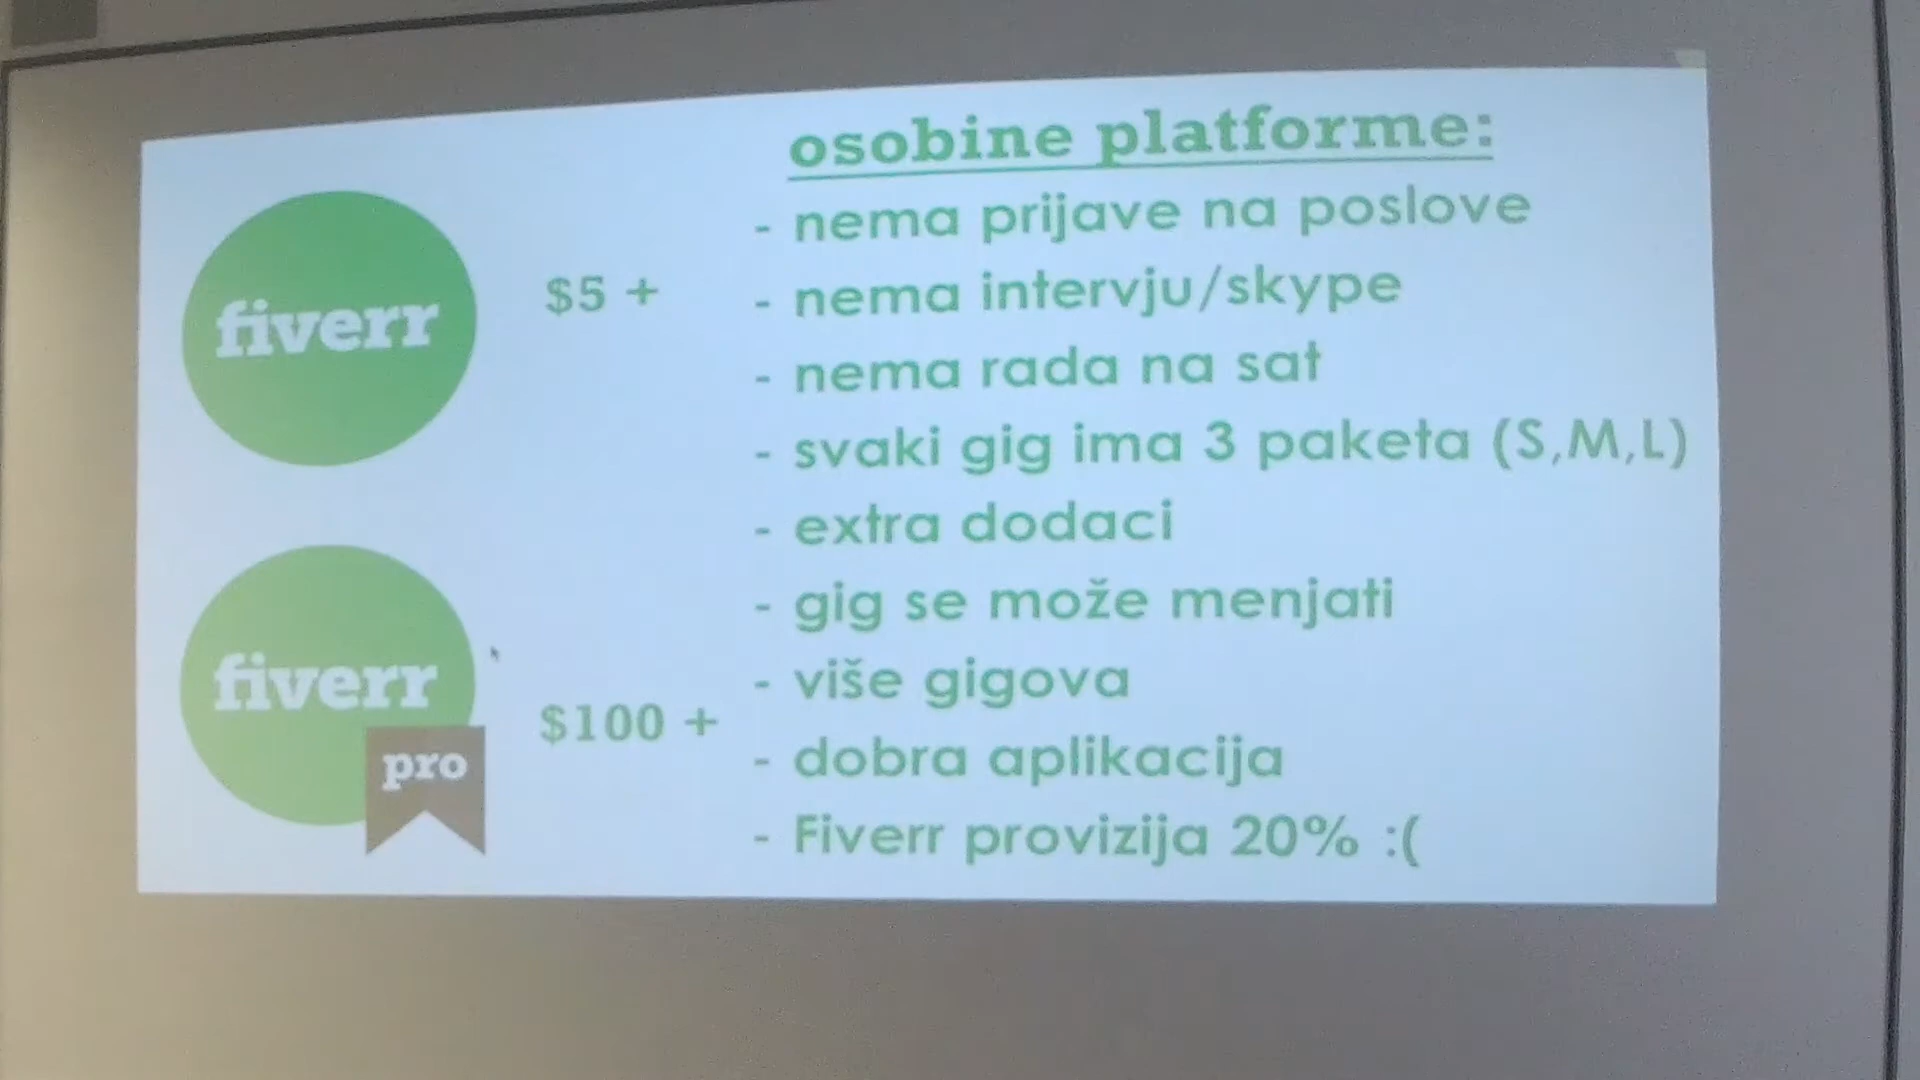 fiverr
$5 +
fiverr
pro
$100 +
osobine platforme:
- nema prijave na poslove
- nema intervju/skype
- nema rada na sat
- svaki gig ima 3 paketa (S,M,L)
- extra dodaci
- gig se može menjati
- više gigova
- dobra aplikacija
- Fiverr provizija 20% :(